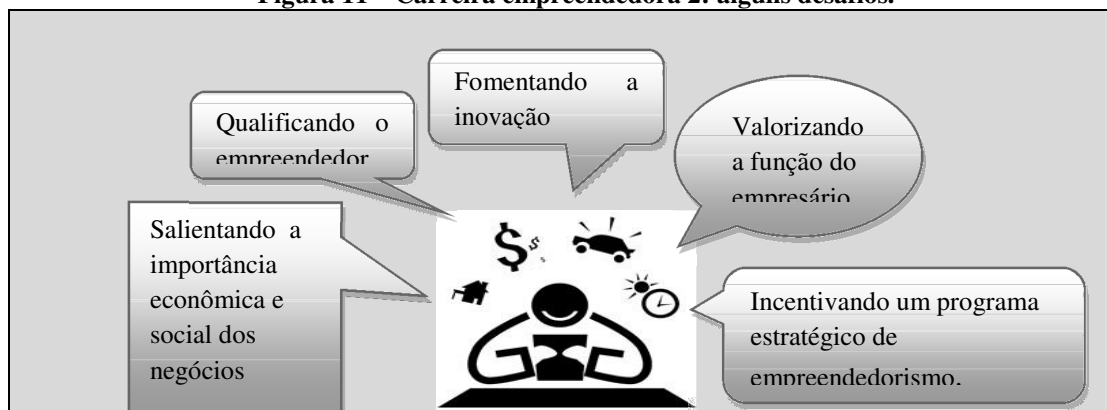 Figura 11 – Carreira empreendedora 2: alguns desafios.
Fomentando a
inovação
Qualificando o
empreendedor
Valorizando
a função do
empresário
Salientando a
importância
econômica e
social dos
negócios
Incentivando um programa
estratégico de
empreendedorismo.